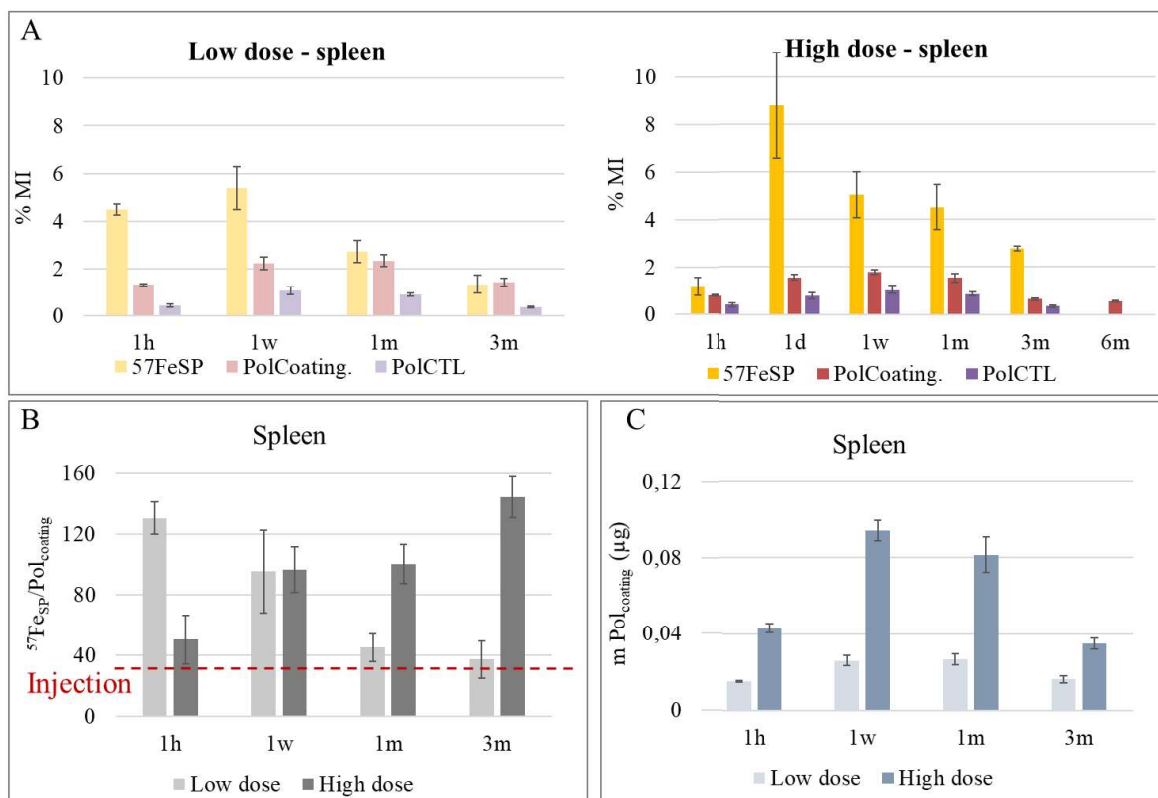 A
Low dose - spleen
% MI
10
8
6
4
2
0
1h 1w 1m 3m
57FeSP PolCoating. PolCTL
High dose - spleen
% MI
10
8
6
4
2
0
1h 1d 1w 1m 3m 6m
57FeSP PolCoating. PolCTL
B
Spleen
⁵⁷Fe_SP/Pol_coating
160
120
80
40
0
Injection
1h 1w 1m 3m
Low dose High dose
C
Spleen
m Pol_coating (µg)
0,12
0,08
0,04
0
1h 1w 1m 3m
Low dose High dose